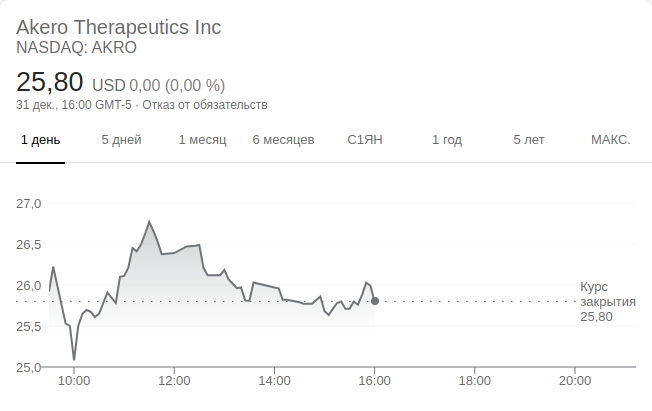 Akero Therapeutics Inc
NASDAQ: AKRO
25,80 USD 0,00 (0,00 %)
31 дек., 16:00 GMT-5 · Отказ от обязательств
1 день 5 дней 1 месяц 6 месяцев С1ЯН 1 год 5 лет МАКС.
27,0
26,5
26,0
Курс
закрытия
25,80
25,5
25,0
10:00 12:00 14:00 16:00 18:00 20:00